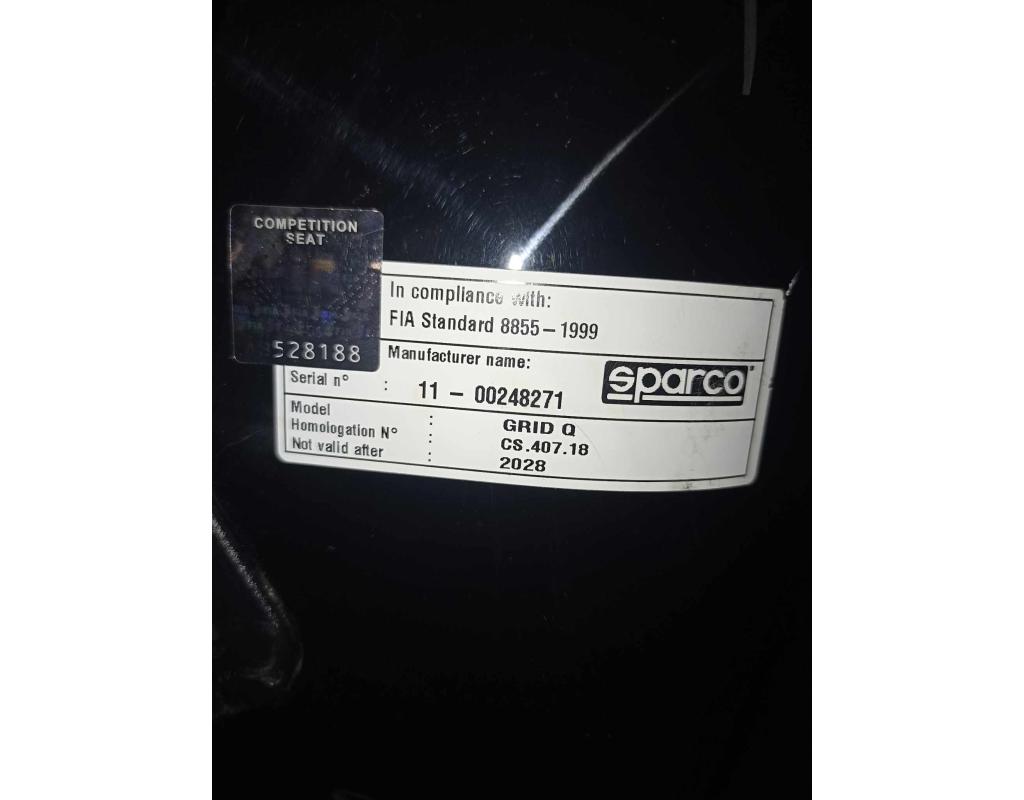 COMPETITION
SEAT
528188
In compliance with:
FIA Standard 8855-1999
Manufacturer name:
sparco
Serial n° : 11 - 00248271
Model : GRID Q
Homologation N° : CS.407.18
Not valid after : 2028